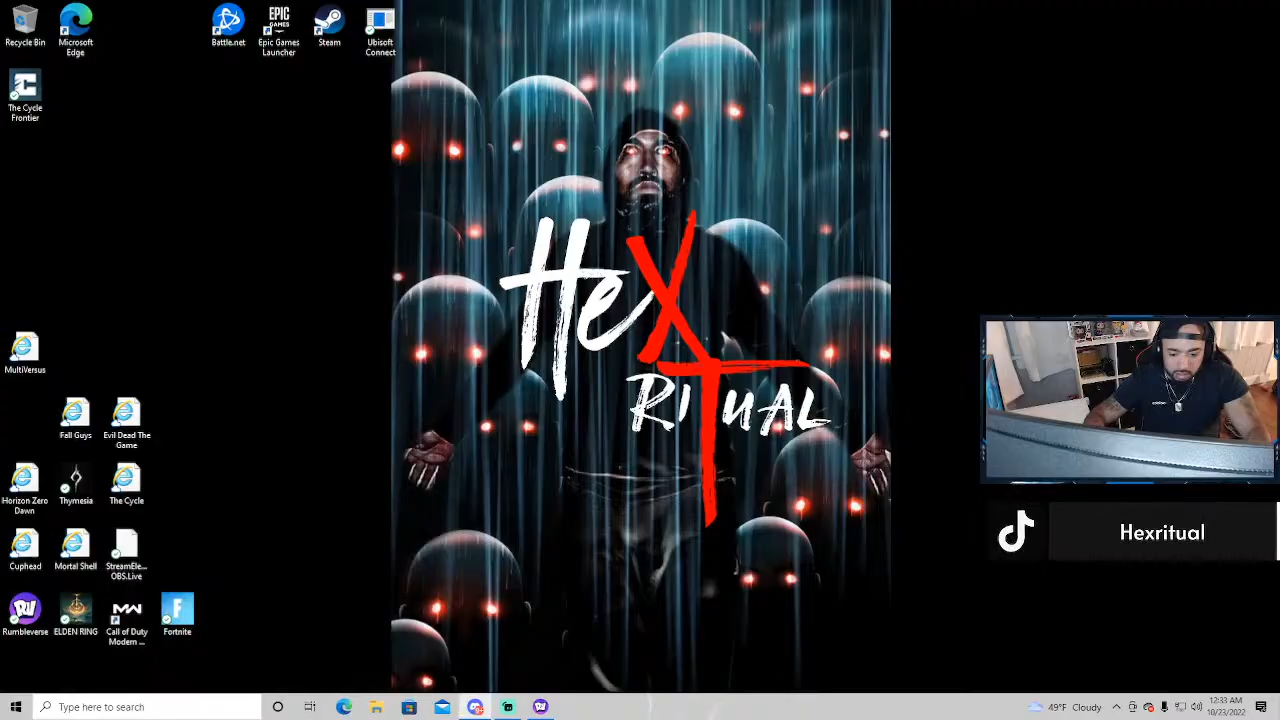 Recycle Bin
Microsoft
Edge
Battle.net
EPIC
GAMES
Epic Games
Launcher
Steam
Ubisoft
Connect
The Cycle
Frontier
HeX
RITUAL
MultiVersus
Fall Guys
Evil Dead The
Game
Horizon Zero
Dawn
Thymesia
The Cycle
Hexritual
Cuphead
Mortal Shell
StreamEle...
OBS.Live
Rumbleverse
ELDEN RING
Call of Duty
Modern ...
Fortnite
Type here to search
49°F Cloudy
12:33 AM
10/23/2022